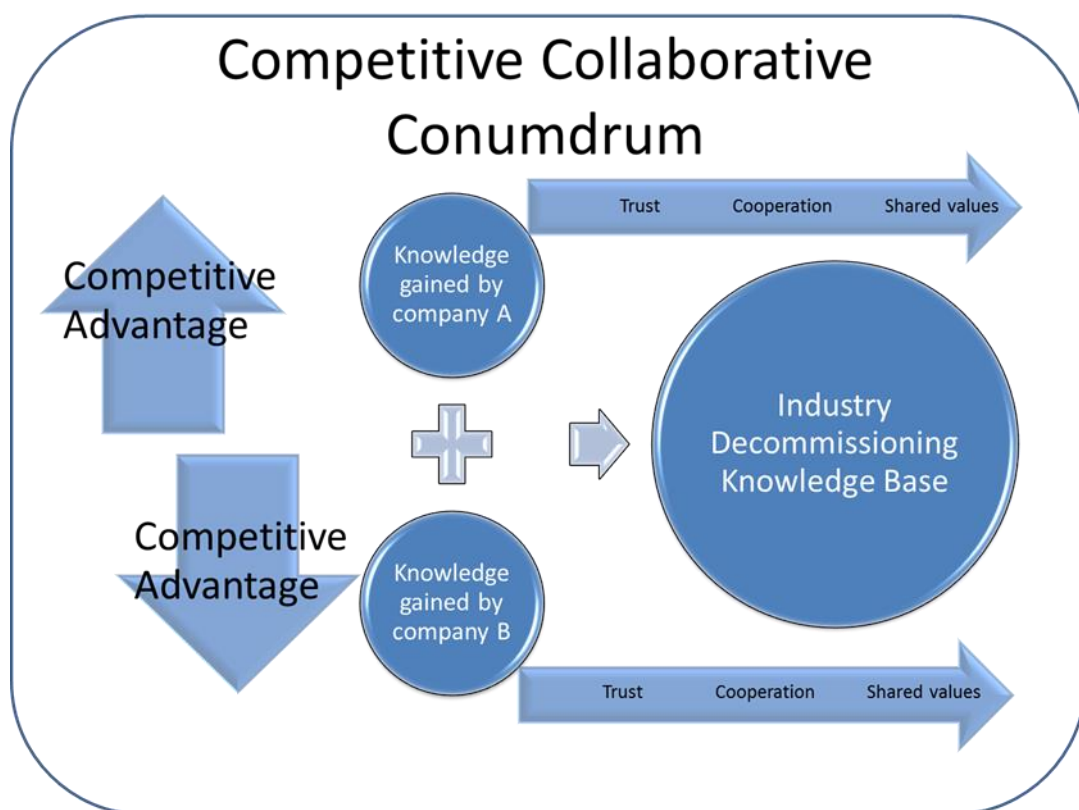 Competitive Collaborative
Conumdrum
Trust Cooperation Shared values
Knowledge
gained by
company A
Competitive
Advantage
Industry
Decommissioning
Knowledge Base
Competitive
Advantage
Knowledge
gained by
company B
Trust Cooperation Shared values